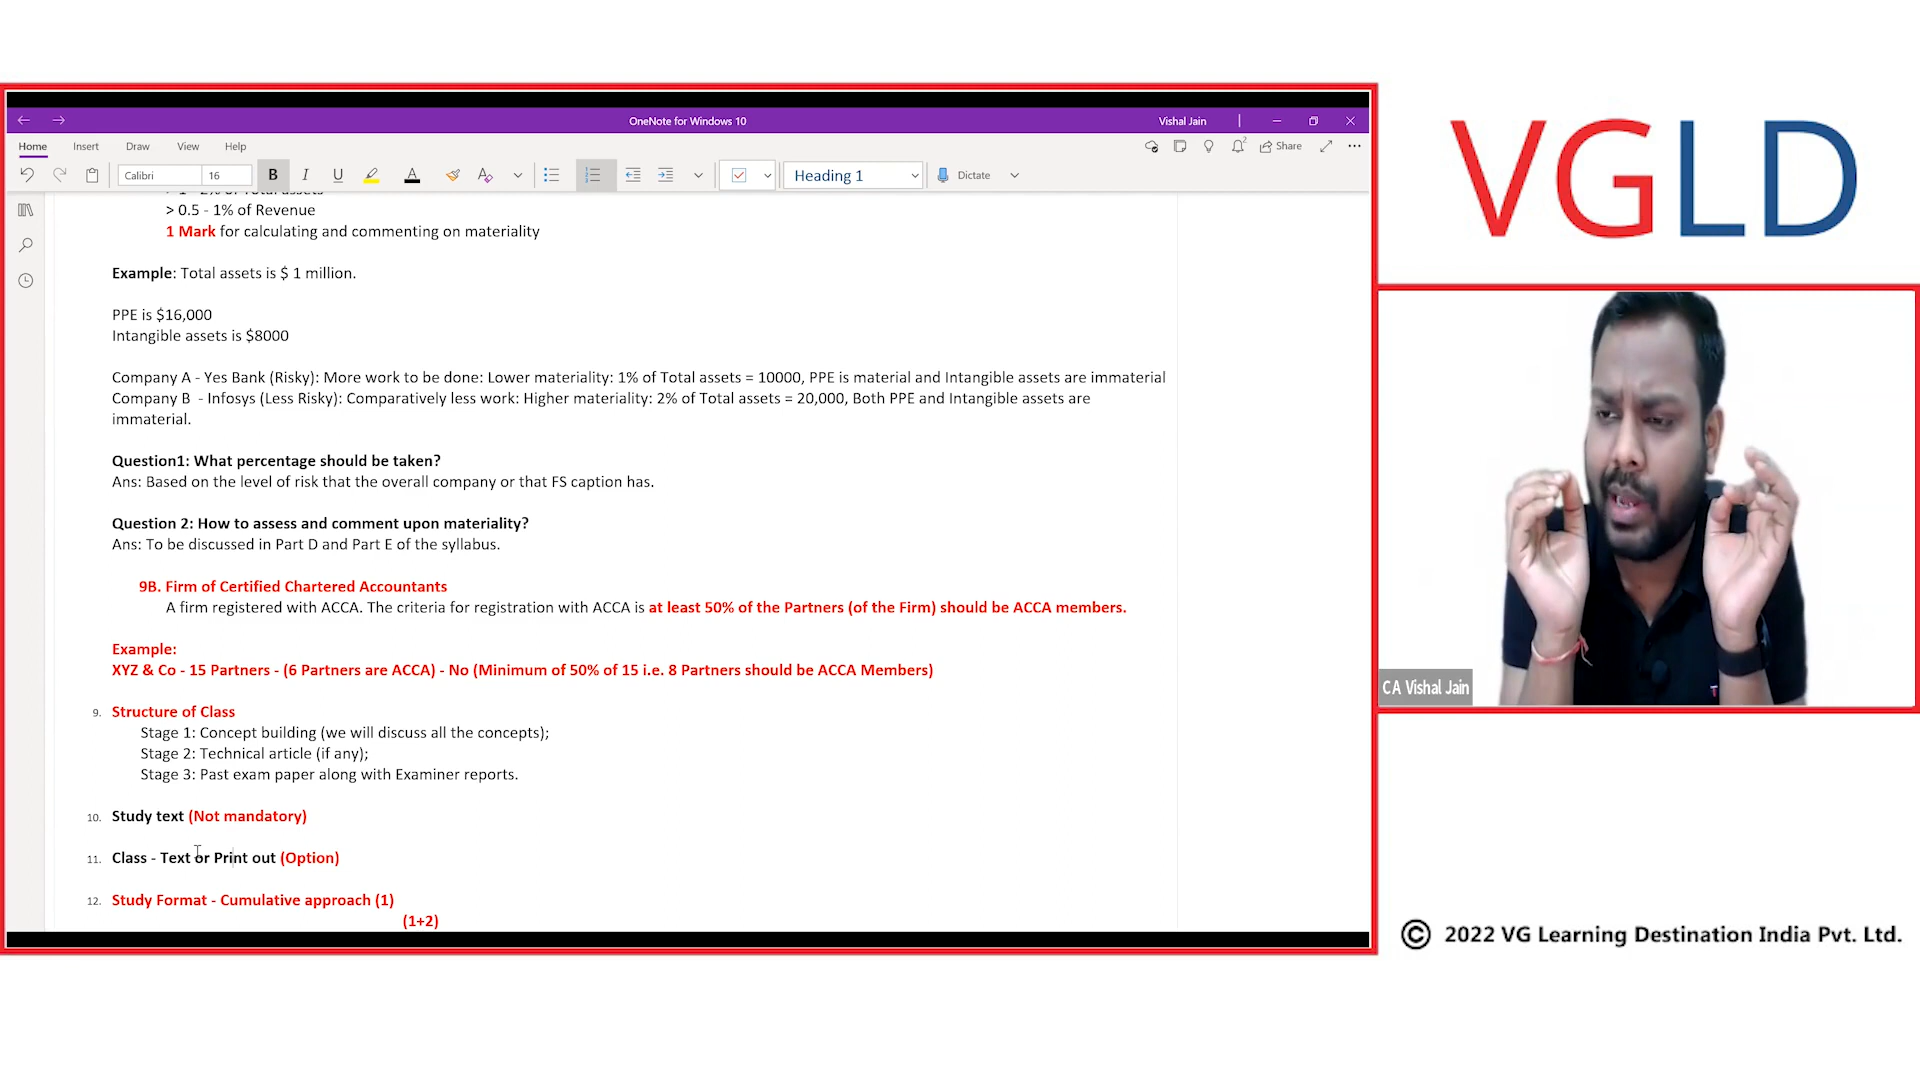 OneNote for Windows 10
Vishal Jain
Home Insert Draw View Help
Share
Calibri 16 B I U A A Heading 1 Dictate
> 0.5 - 1% of Revenue
1 Mark for calculating and commenting on materiality
Example: Total assets is $ 1 million.
PPE is $16,000
Intangible assets is $8000
Company A - Yes Bank (Risky): More work to be done: Lower materiality: 1% of Total assets = 10000, PPE is material and Intangible assets are immaterial
Company B - Infosys (Less Risky): Comparatively less work: Higher materiality: 2% of Total assets = 20,000, Both PPE and Intangible assets are
immaterial.
Question1: What percentage should be taken?
Ans: Based on the level of risk that the overall company or that FS caption has.
Question 2: How to assess and comment upon materiality?
Ans: To be discussed in Part D and Part E of the syllabus.
9B. Firm of Certified Chartered Accountants
A firm registered with ACCA. The criteria for registration with ACCA is at least 50% of the Partners (of the Firm) should be ACCA members.
Example:
XYZ & Co - 15 Partners - (6 Partners are ACCA) - No (Minimum of 50% of 15 i.e. 8 Partners should be ACCA Members)
9. Structure of Class
Stage 1: Concept building (we will discuss all the concepts);
Stage 2: Technical article (if any);
Stage 3: Past exam paper along with Examiner reports.
10. Study text (Not mandatory)
11. Class - Text or Print out (Option)
12. Study Format - Cumulative approach (1)
(1+2)
VGLD
CA Vishal Jain
© 2022 VG Learning Destination India Pvt. Ltd.